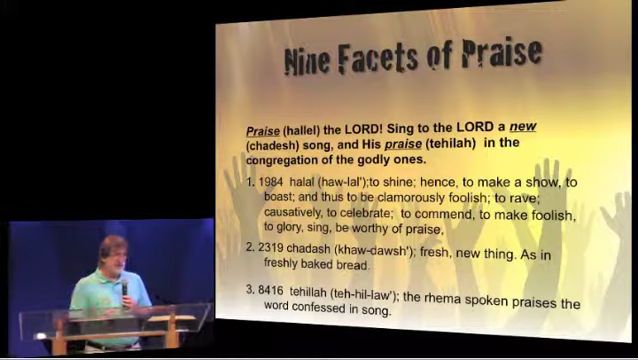 Nine Facets of Praise
Praise (hallel) the LORD! Sing to the LORD a new
(chadesh) song, and His praise (tehilah) in the
congregation of the godly ones.
1. 1984 halal (haw-lal');to shine; hence, to make a show, to
boast; and thus to be clamorously foolish; to rave;
causatively, to celebrate; to commend, to make foolish,
to glory, sing, be worthy of praise,
2. 2319 chadash (khaw-dawsh'); fresh, new thing. As in
freshly baked bread.
3. 8416 tehillah (teh-hil-law'); the rhema spoken praises the
word confessed in song.